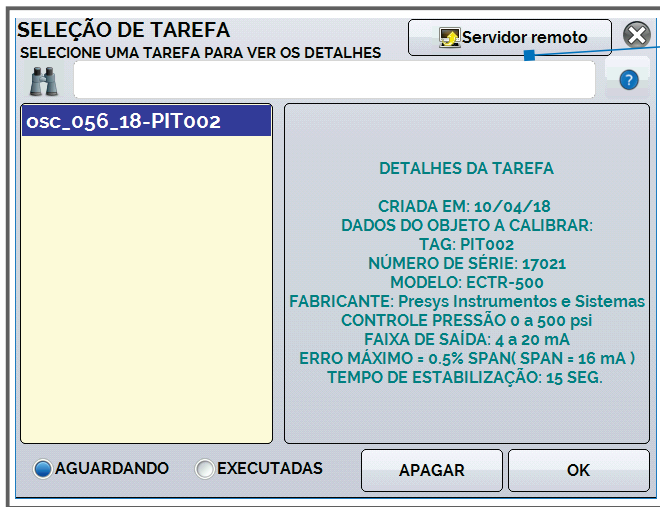 SELEÇÃO DE TAREFA
Servidor remoto
SELECIONE UMA TAREFA PARA VER OS DETALHES
?
osc_056_18-PIT002
DETALHES DA TAREFA
CRIADA EM: 10/04/18
DADOS DO OBJETO A CALIBRAR:
TAG: PIT002
NÚMERO DE SÉRIE: 17021
MODELO: ECTR-500
FABRICANTE: Presys Instrumentos e Sistemas
CONTROLE PRESSÃO 0 a 500 psi
FAIXA DE SAÍDA: 4 a 20 mA
ERRO MÁXIMO = 0.5% SPAN( SPAN = 16 mA )
TEMPO DE ESTABILIZAÇÃO: 15 SEG.
AGUARDANDO
EXECUTADAS
APAGAR
OK